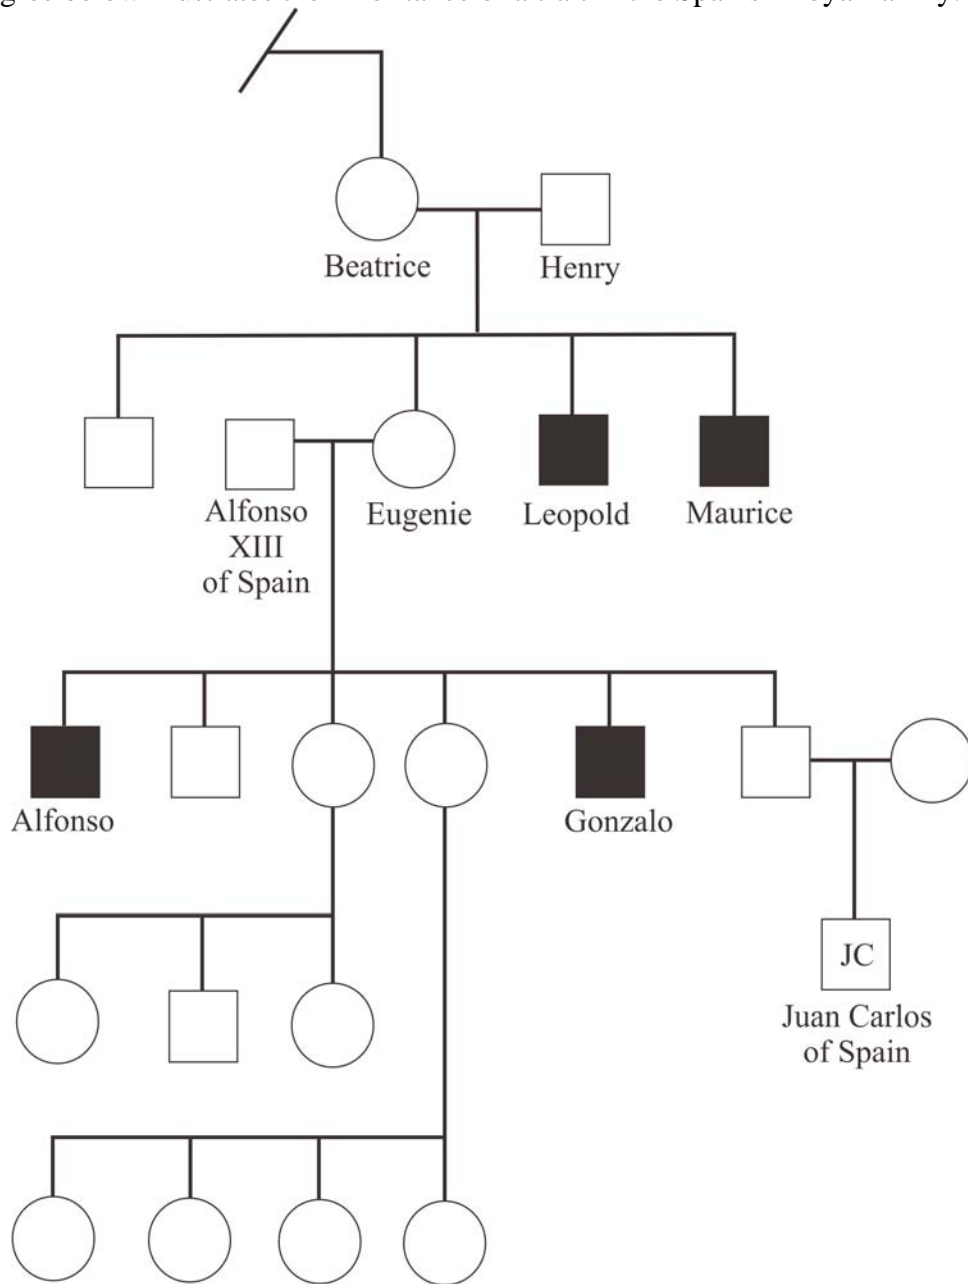 Beatrice
Henry
Alfonso
XIII
of Spain
Eugenie
Leopold
Maurice
Alfonso
Gonzalo
JC
Juan Carlos
of Spain